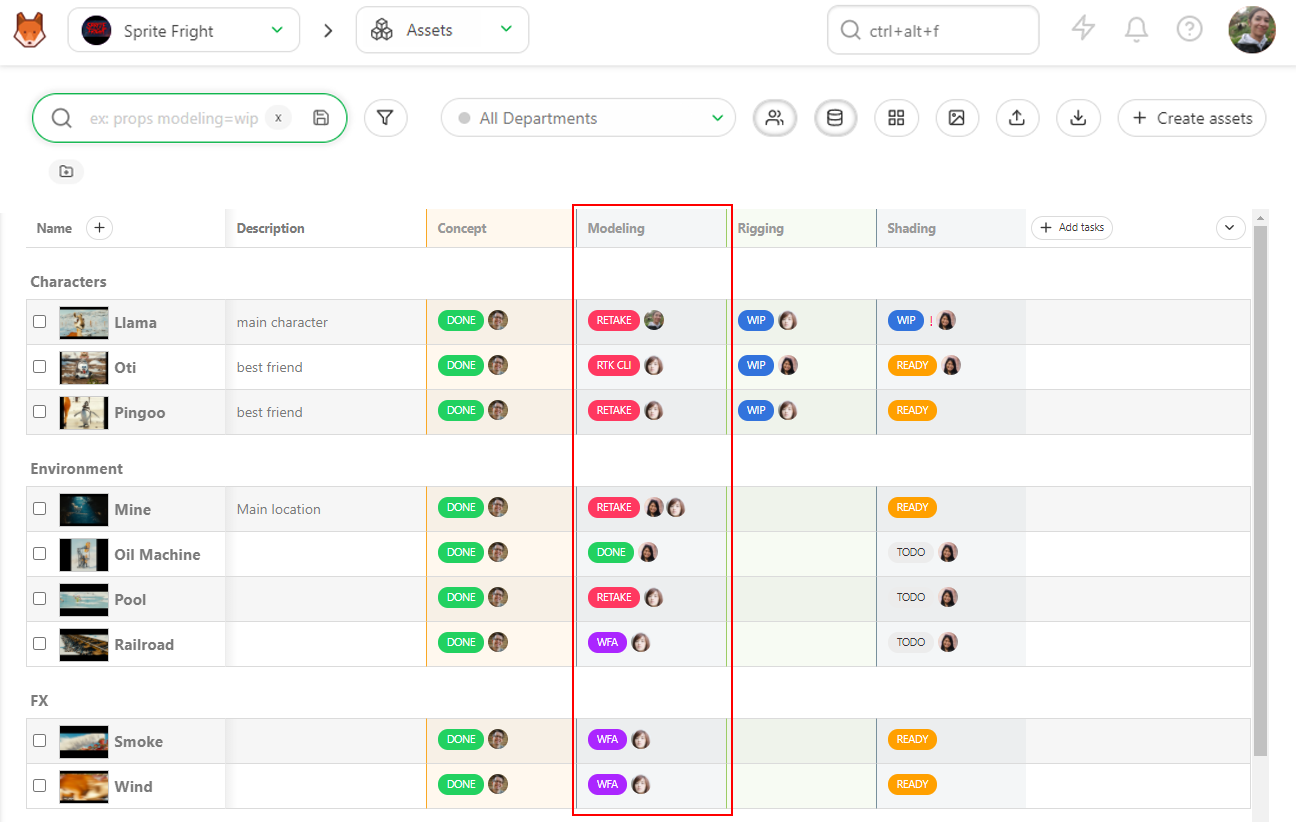 Sprite Fright Assets ctrl+alt+f
ex: props modeling=wip x All Departments Create assets
Name Description Concept Modeling Rigging Shading Add tasks
Characters
Llama main character DONE RETAKE WIP WIP !
Oti best friend DONE RTK CLI WIP READY
Pingoo best friend DONE RETAKE WIP READY
Environment
Mine Main location DONE RETAKE READY
Oil Machine DONE DONE TODO
Pool DONE RETAKE TODO
Railroad DONE WFA TODO
FX
Smoke DONE WFA READY
Wind DONE WFA READY